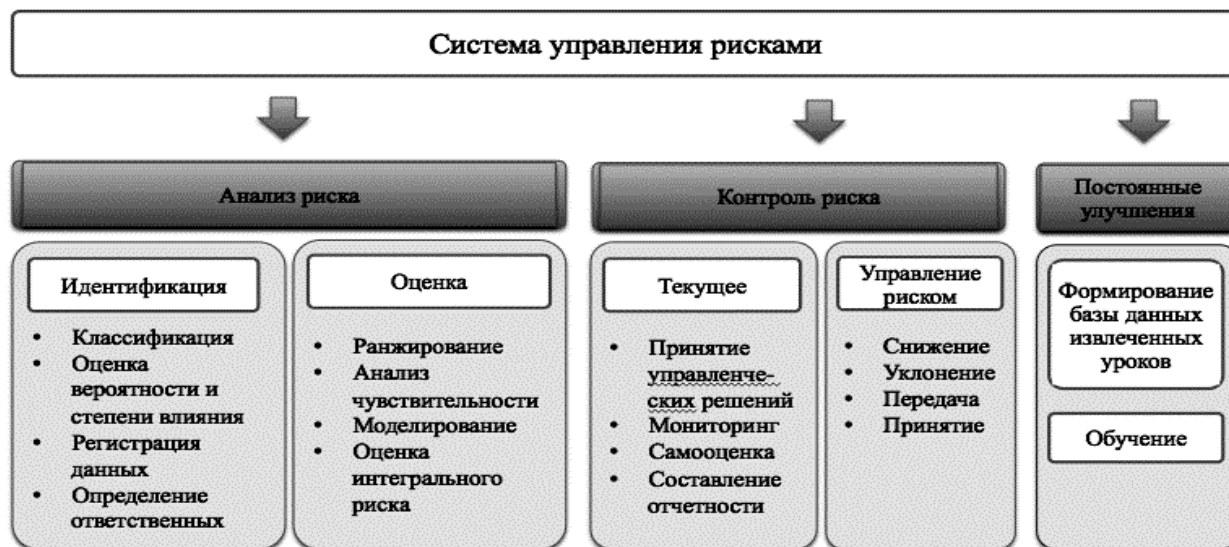 Система управления рисками
Анализ риска
Идентификация
• Классификация
• Оценка
вероятности и
степени влияния
• Регистрация
данных
• Определение
ответственных
Оценка
• Ранжирование
• Анализ
чувствительности
• Моделирование
• Оценка
интегрального
риска
Контроль риска
Текущее
• Принятие
управленче-
ских решений
• Мониторинг
• Самооценка
• Составление
отчетности
Управление
риском
• Снижение
• Уклонение
• Передача
• Принятие
Постоянные
улучшения
Формирование
базы данных
извлеченных
уроков
Обучение